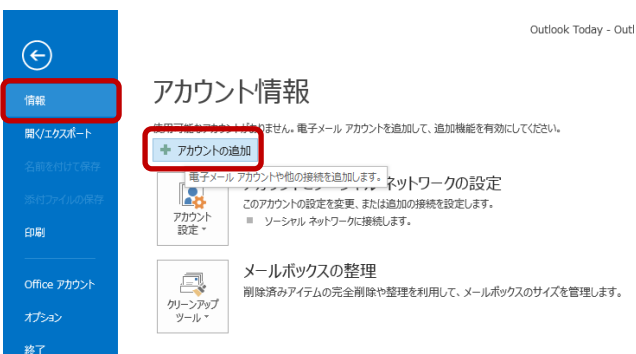 Outlook Today - Outl
情報
開く/エクスポート
名前を付けて保存
添付ファイルの保存
印刷
Office アカウント
オプション
終了
アカウント情報
使用可能なアカウントがありません。電子メール アカウントを追加して、追加機能を有効にしてください。
アカウントの追加
電子メール アカウントや他の接続を追加します。
ネットワークの設定
このアカウントの設定を変更、または追加の接続を設定します。
ソーシャル ネットワークに接続します。
アカウント
設定
メールボックスの整理
削除済みアイテムの完全削除や整理を利用して、メールボックスのサイズを管理します。
クリーンアップ
ツール